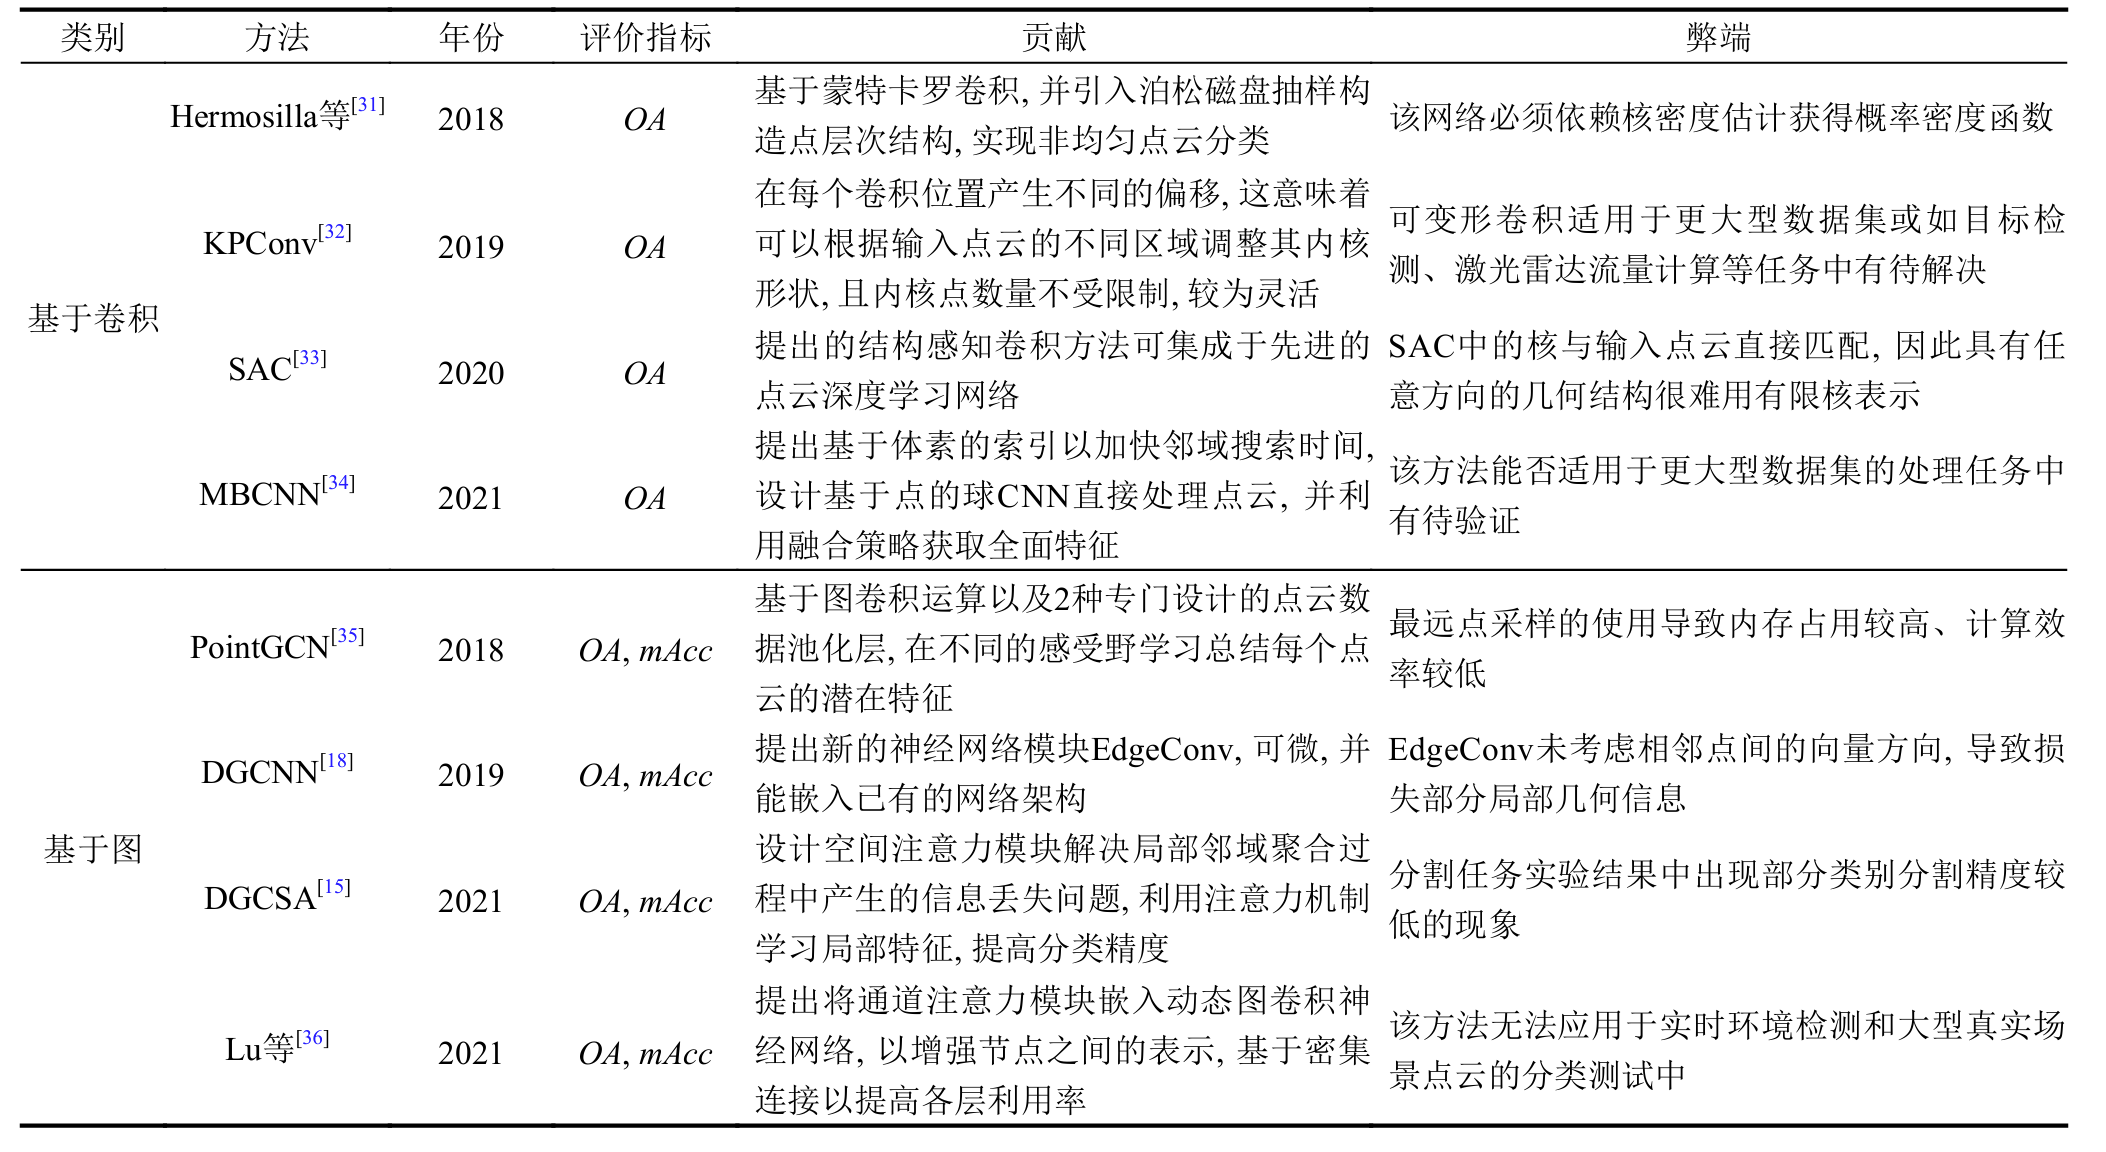 类别 方法 年份 评价指标 贡献 弊端
基于卷积
Hermosilla等[31] 2018 OA
基于蒙特卡罗卷积, 并引入泊松磁盘抽样构
造点层次结构, 实现非均匀点云分类
该网络必须依赖核密度估计获得概率密度函数
KPConv[32] 2019 OA
在每个卷积位置产生不同的偏移, 这意味着
可以根据输入点云的不同区域调整其内核
形状, 且内核点数量不受限制, 较为灵活
可变形卷积适用于更大型数据集或如目标检
测、激光雷达流量计算等任务中有待解决
SAC[33] 2020 OA
提出的结构感知卷积方法可集成于先进的
点云深度学习网络
SAC中的核与输入点云直接匹配, 因此具有任
意方向的几何结构很难用有限核表示
MBCNN[34] 2021 OA
提出基于体素的索引以加快邻域搜索时间,
设计基于点的球CNN直接处理点云, 并利
用融合策略获取全面特征
该方法能否适用于更大型数据集的处理任务中
有待验证
基于图
PointGCN[35] 2018 OA, mAcc
基于图卷积运算以及2种专门设计的点云数
据池化层, 在不同的感受野学习总结每个点
云的潜在特征
最远点采样的使用导致内存占用较高、计算效
率较低
DGCNN[18] 2019 OA, mAcc
提出新的神经网络模块EdgeConv, 可微, 并
能嵌入已有的网络架构
EdgeConv未考虑相邻点间的向量方向, 导致损
失部分局部几何信息
DGCSA[15] 2021 OA, mAcc
设计空间注意力模块解决局部邻域聚合过
程中产生的信息丢失问题, 利用注意力机制
学习局部特征, 提高分类精度
分割任务实验结果中出现部分类别分割精度较
低的现象
Lu等[36] 2021 OA, mAcc
提出将通道注意力模块嵌入动态图卷积神
经网络, 以增强节点之间的表示, 基于密集
连接以提高各层利用率
该方法无法应用于实时环境检测和大型真实场
景点云的分类测试中